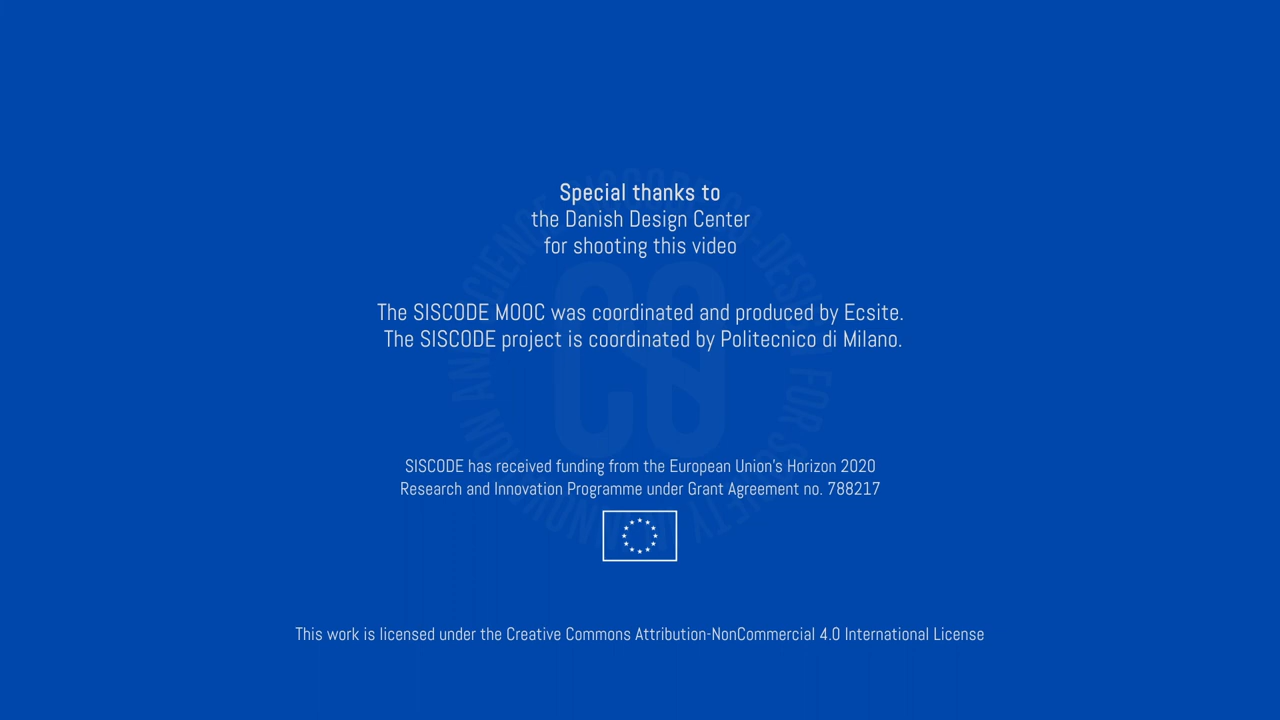 Special thanks to
the Danish Design Center
for shooting this video
The SISCODE MOOC was coordinated and produced by Ecsite.
The SISCODE project is coordinated by Politecnico di Milano.
SISCODE has received funding from the European Union's Horizon 2020
Research and Innovation Programme under Grant Agreement no. 788217
This work is licensed under the Creative Commons Attribution-NonCommercial 4.0 International License